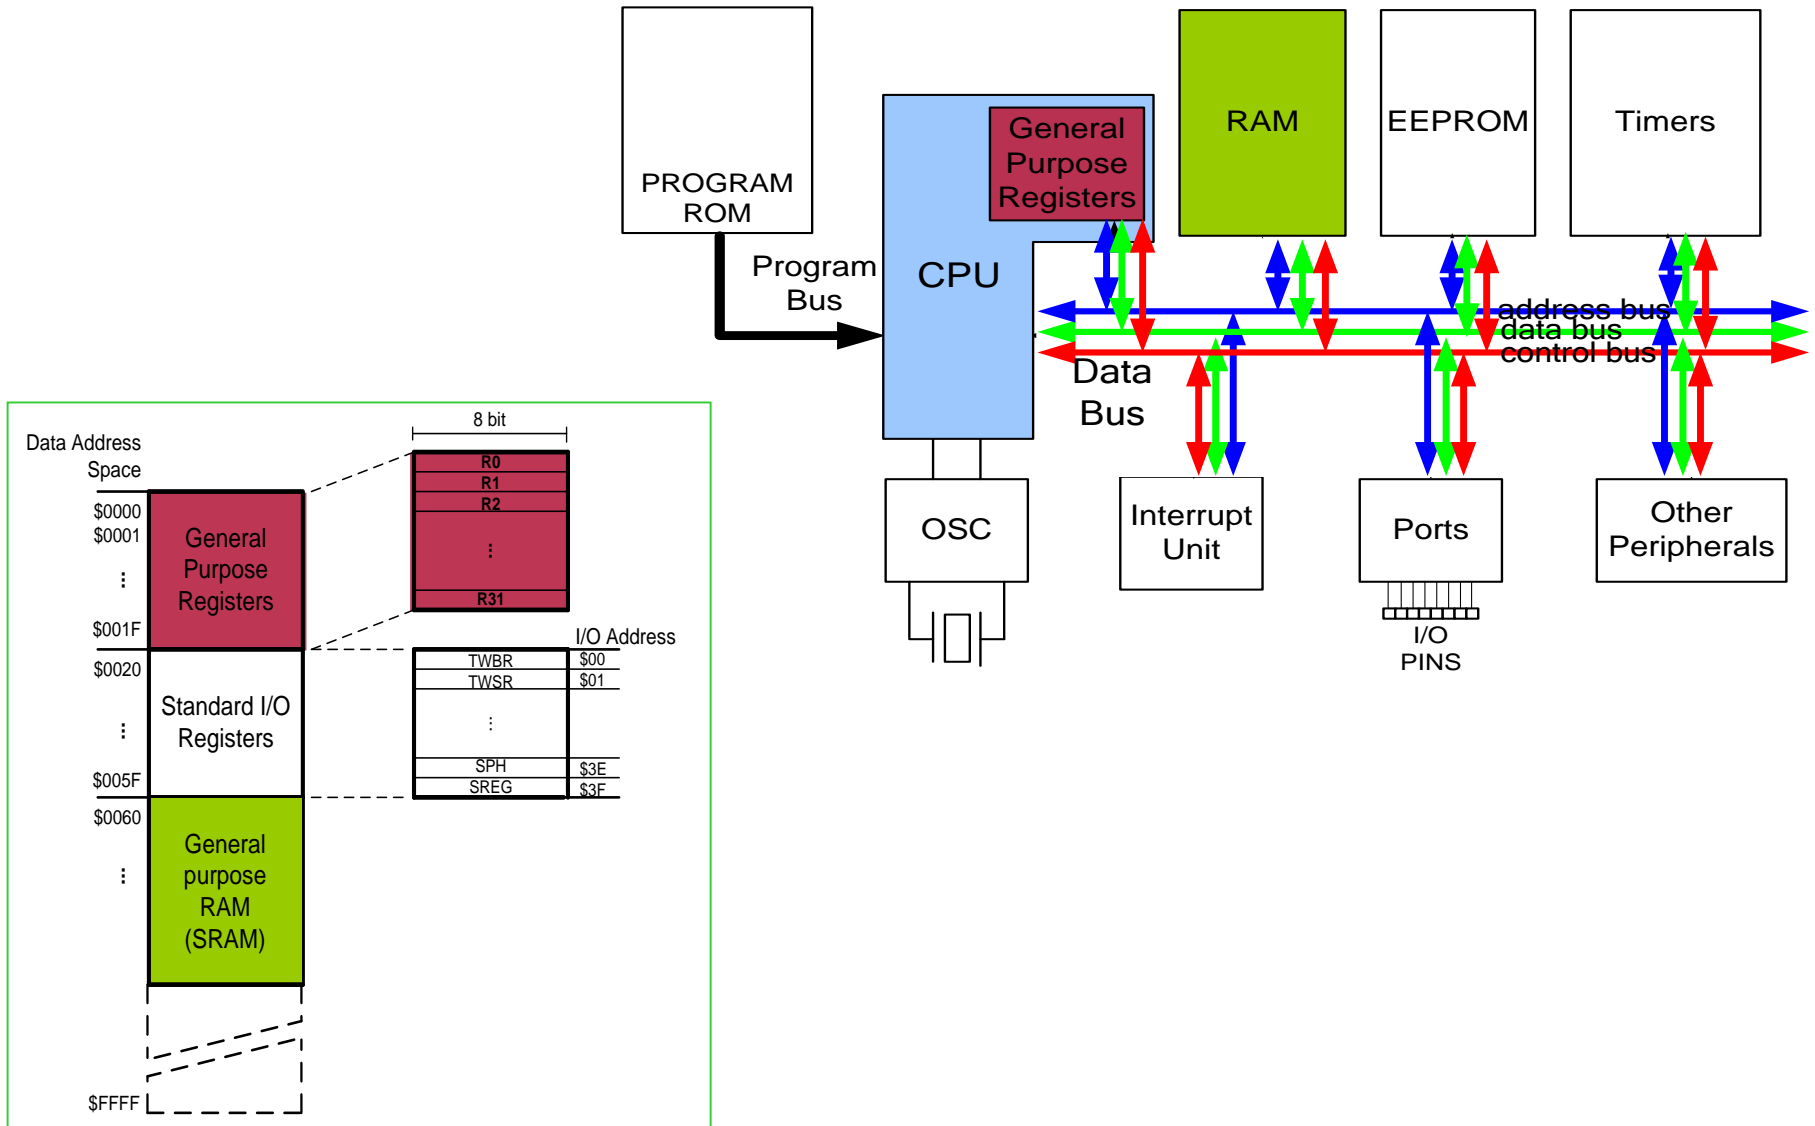 PROGRAM
ROM
Program
Bus
CPU
General
Purpose
Registers
RAM
EEPROM
Timers
address bus
data bus
control bus
Data
Bus
OSC
Interrupt
Unit
Ports
I/O
PINS
Other
Peripherals
Data Address
Space
8 bit
$0000
$0001
⋮
$001F
General
Purpose
Registers
R0
R1
R2
⋮
R31
I/O Address
$0020
⋮
$005F
Standard I/O
Registers
TWBR $00
TWSR $01
⋮
SPH $3E
SREG $3F
$0060
⋮
General
purpose
RAM
(SRAM)
$FFFF